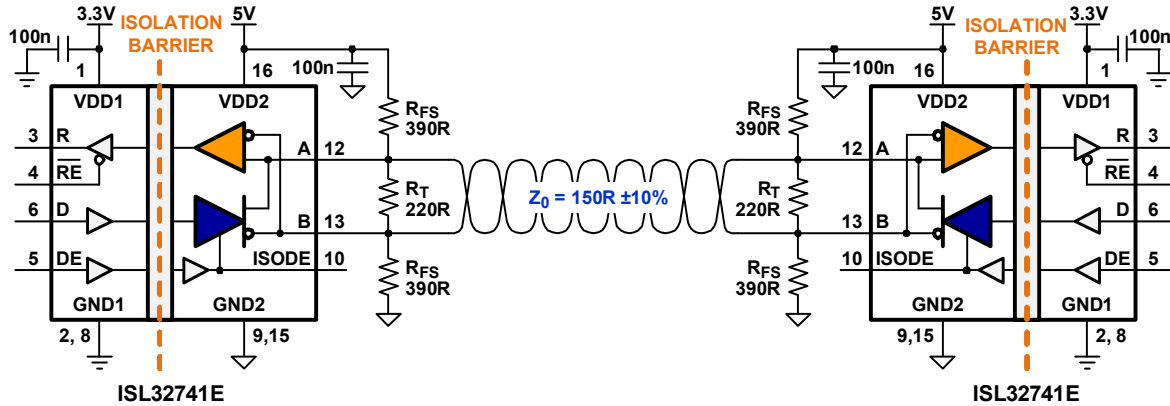 3.3V
ISOLATION
BARRIER
5V
100n
1
16
100n
VDD1
VDD2
3
R
4
RE
6
D
5
DE
A
12
B
13
ISODE
10
GND1
GND2
2, 8
9,15
ISL32741E
RFS
390R
RT
220R
RFS
390R
Z0 = 150R ±10%
5V
ISOLATION
BARRIER
3.3V
100n
16
1
100n
RFS
390R
RT
220R
RFS
390R
VDD2
VDD1
12
A
13
B
10
ISODE
R
3
RE
4
D
6
DE
5
GND2
GND1
9,15
2, 8
ISL32741E